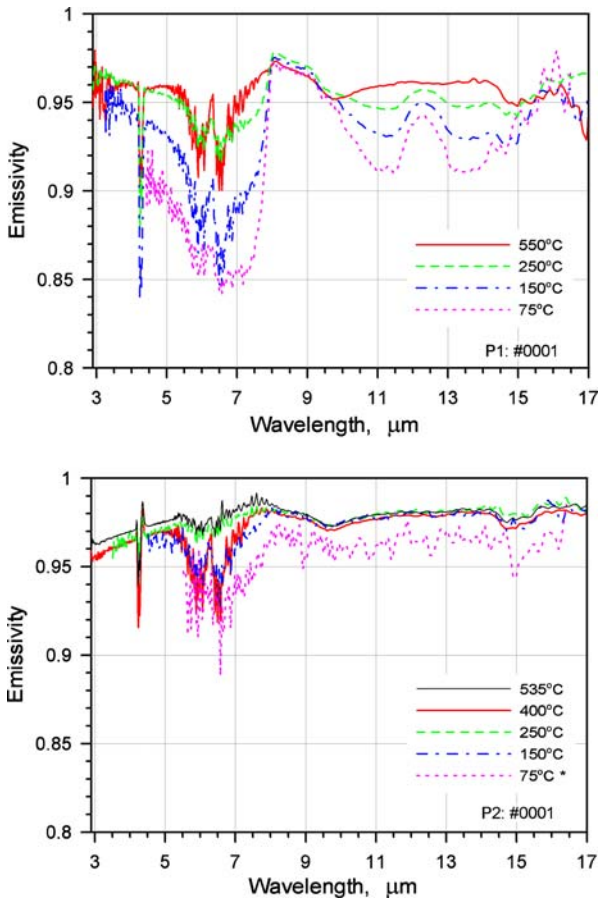 1
0.95
0.9
0.85
0.8
Emissivity
550°C
250°C
150°C
75°C
P1: #0001
3 5 7 9 11 13 15 17
Wavelength, μm
1
0.95
0.9
0.85
0.8
Emissivity
535°C
400°C
250°C
150°C
75°C *
P2: #0001
3 5 7 9 11 13 15 17
Wavelength, μm